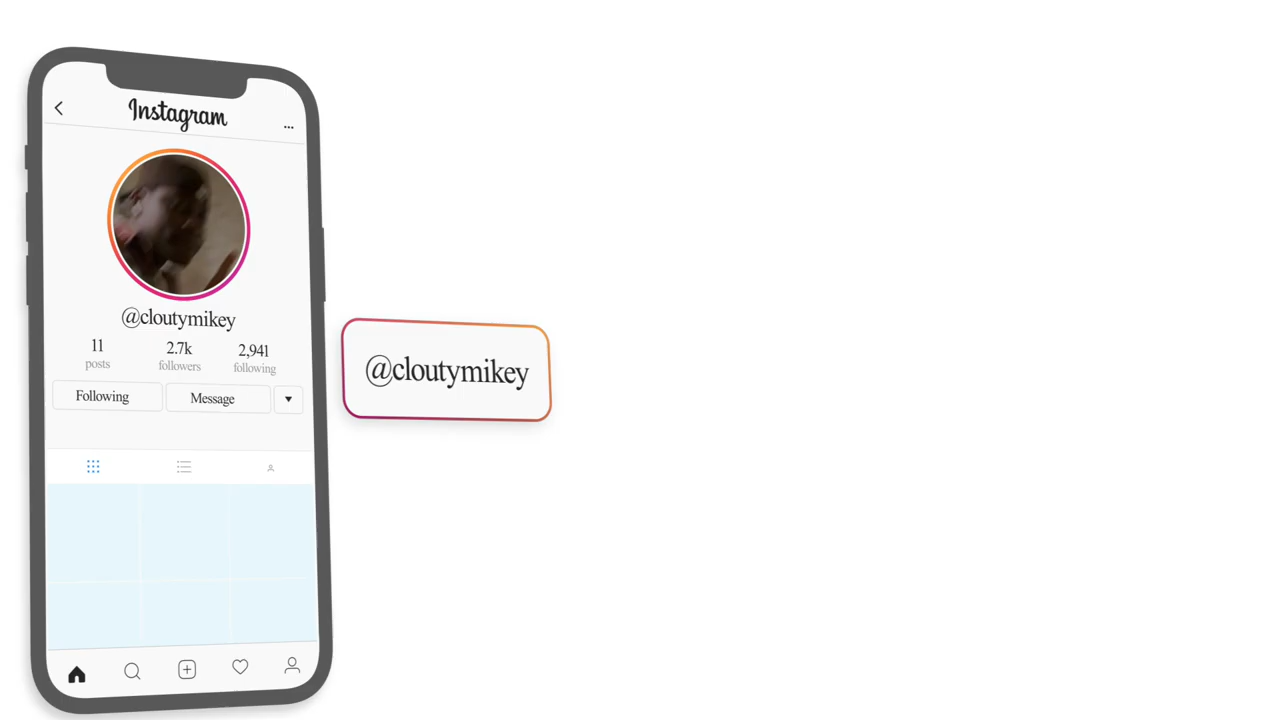 Instagram
...
@cloutymikey
11 2.7k 2,941
posts followers following
Following Message
@cloutymikey